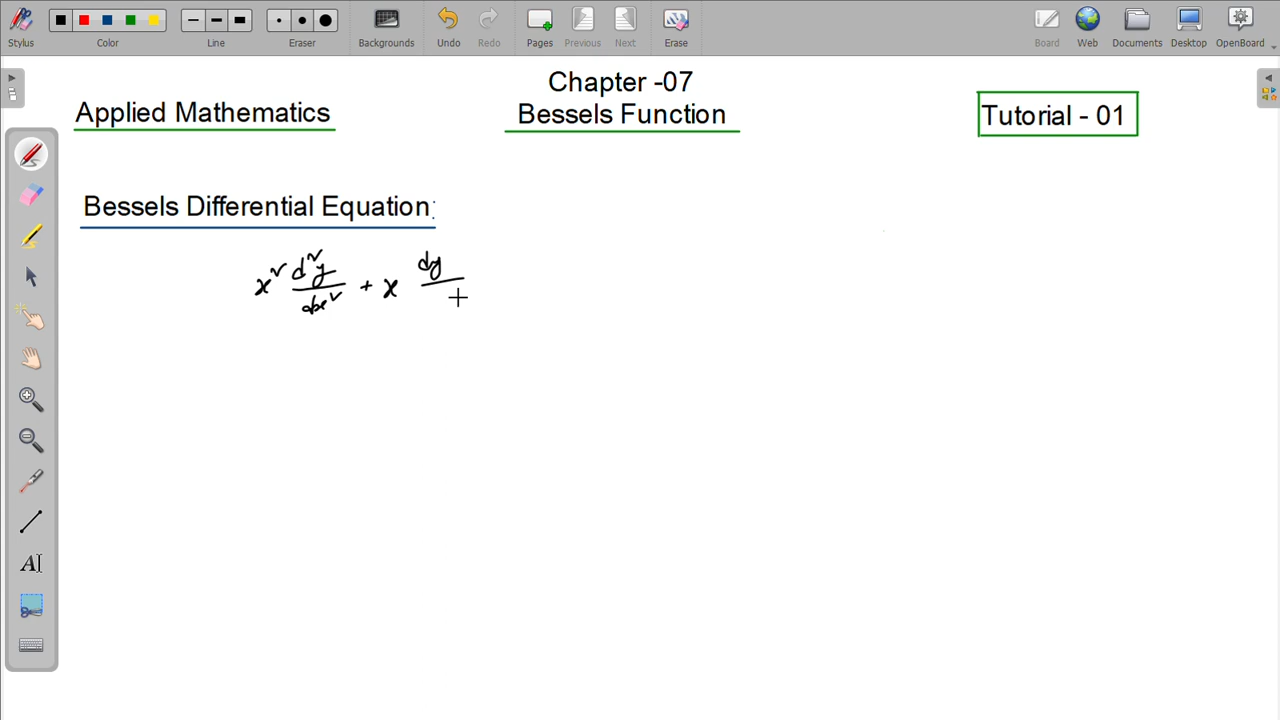 Stylus
Color
Line
Eraser
Backgrounds
Undo
Redo
Pages
Previous
Next
Erase
Board
Web
Documents
Desktop
OpenBoard
Chapter -07
Applied Mathematics
Bessels Function
Tutorial - 01
Bessels Differential Equation:
x² d²y/dx² + x dy/